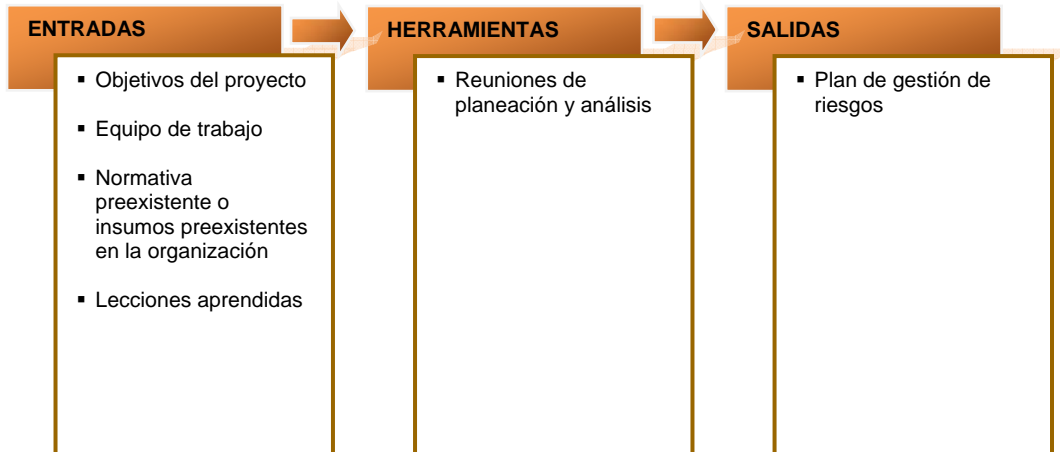 ENTRADAS
▪ Objetivos del proyecto
▪ Equipo de trabajo
▪ Normativa
preexistente o
insumos preexistentes
en la organización
▪ Lecciones aprendidas
HERRAMIENTAS
▪ Reuniones de
planeación y análisis
SALIDAS
▪ Plan de gestión de
riesgos